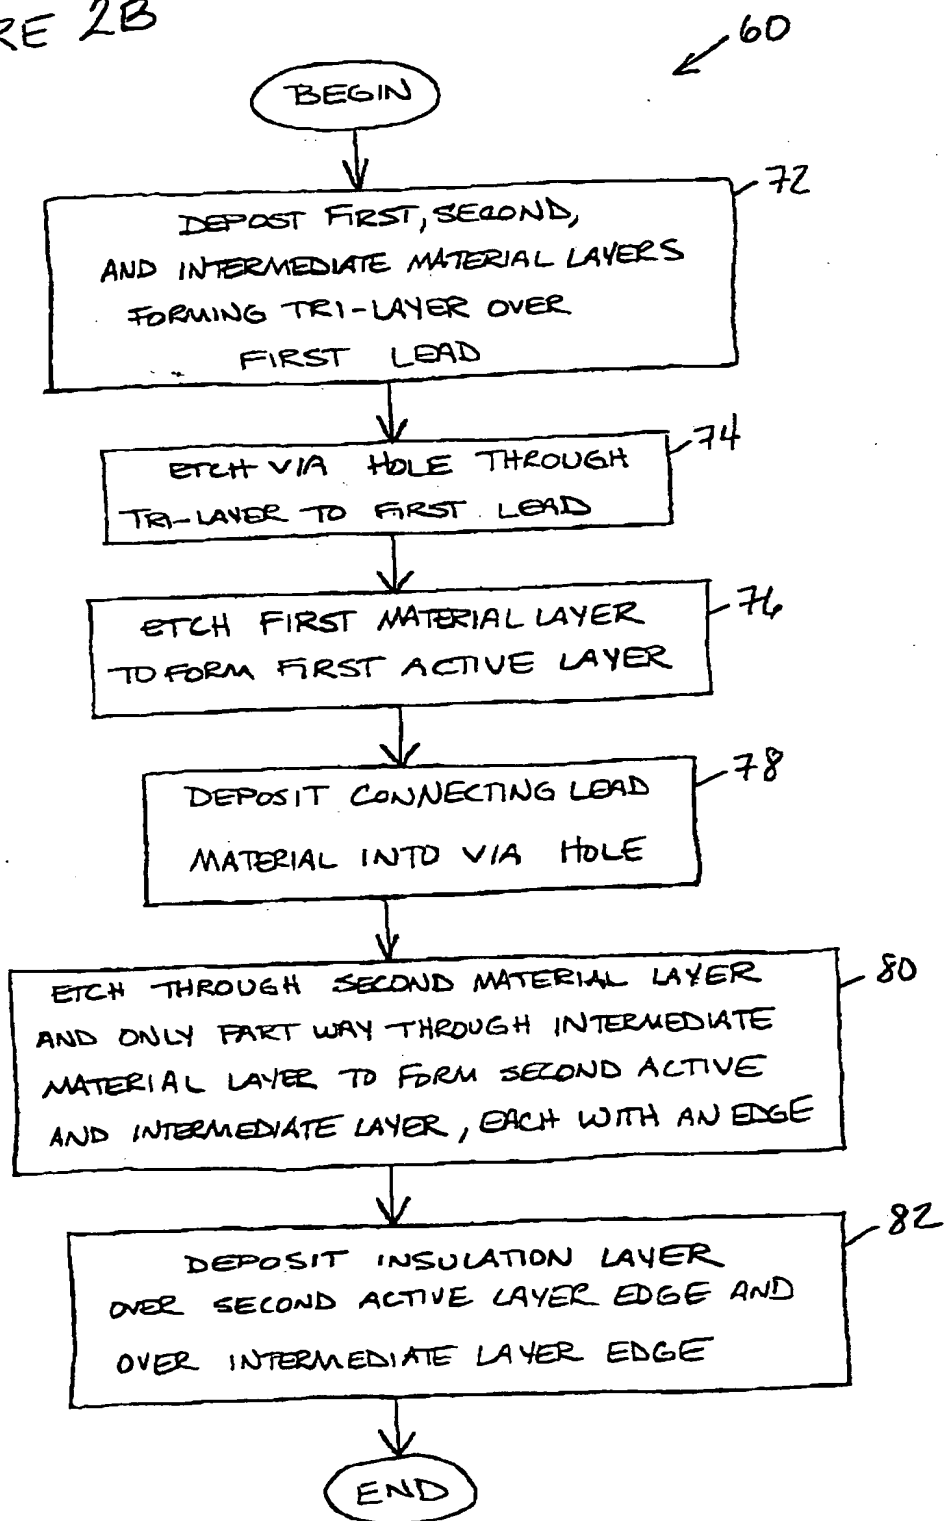 RE 2B
60
BEGIN
72
DEPOST FIRST, SECOND,
AND INTERMEDIATE MATERIAL LAYERS
FORMING TRI-LAYER OVER
FIRST LEAD
74
ETCH VIA HOLE THROUGH
TRI-LAYER TO FIRST LEAD
76
ETCH FIRST MATERIAL LAYER
TO FORM FIRST ACTIVE LAYER
78
DEPOSIT CONNECTING LEAD
MATERIAL INTO VIA HOLE
80
ETCH THROUGH SECOND MATERIAL LAYER
AND ONLY PART WAY THROUGH INTERMEDIATE
MATERIAL LAYER TO FORM SECOND ACTIVE
AND INTERMEDIATE LAYER, EACH WITH AN EDGE
82
DEPOSIT INSULATION LAYER
OVER SECOND ACTIVE LAYER EDGE AND
OVER INTERMEDIATE LAYER EDGE
END